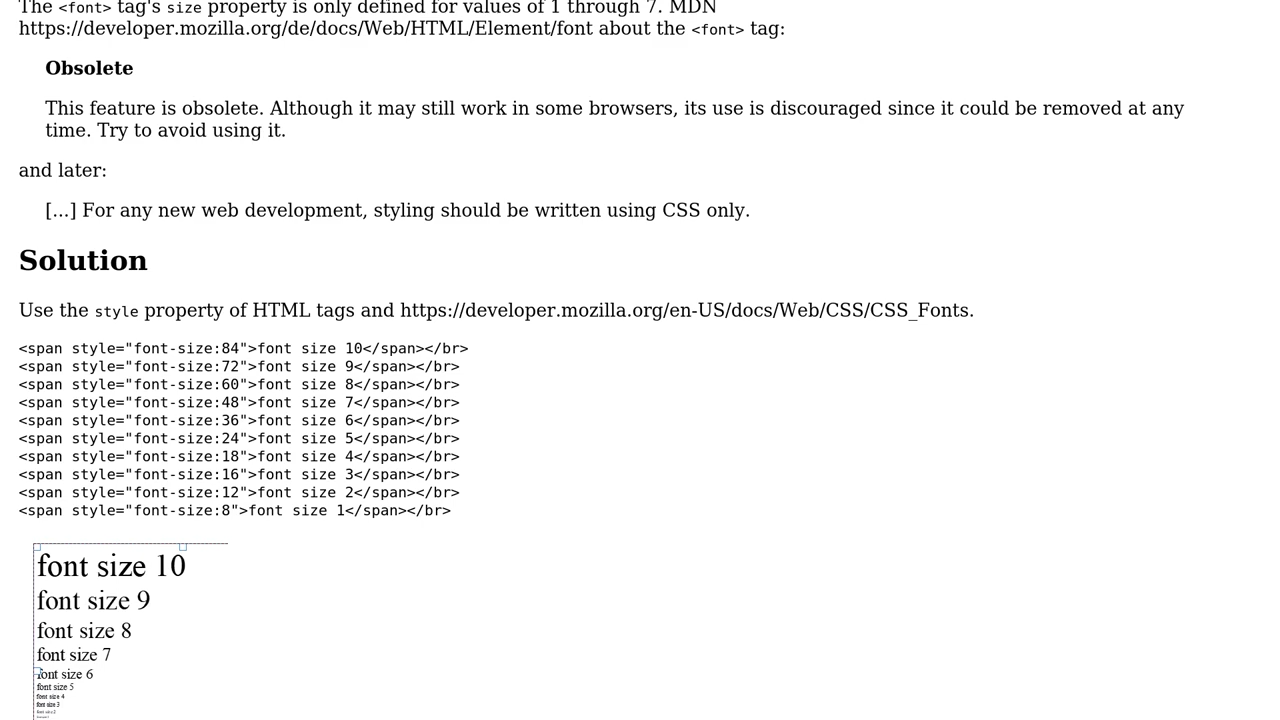 The <font> tag's size property is only defined for values of 1 through 7. MDN
https://developer.mozilla.org/de/docs/Web/HTML/Element/font about the <font> tag:
Obsolete
This feature is obsolete. Although it may still work in some browsers, its use is discouraged since it could be removed at any
time. Try to avoid using it.
and later:
[...] For any new web development, styling should be written using CSS only.
Solution
Use the style property of HTML tags and https://developer.mozilla.org/en-US/docs/Web/CSS/CSS_Fonts.
<span style="font-size:84">font size 10</span></br>
<span style="font-size:72">font size 9</span></br>
<span style="font-size:60">font size 8</span></br>
<span style="font-size:48">font size 7</span></br>
<span style="font-size:36">font size 6</span></br>
<span style="font-size:24">font size 5</span></br>
<span style="font-size:18">font size 4</span></br>
<span style="font-size:16">font size 3</span></br>
<span style="font-size:12">font size 2</span></br>
<span style="font-size:8">font size 1</span></br>
font size 10
font size 9
font size 8
font size 7
font size 6
font size 5
font size 4
font size 3
font size 2